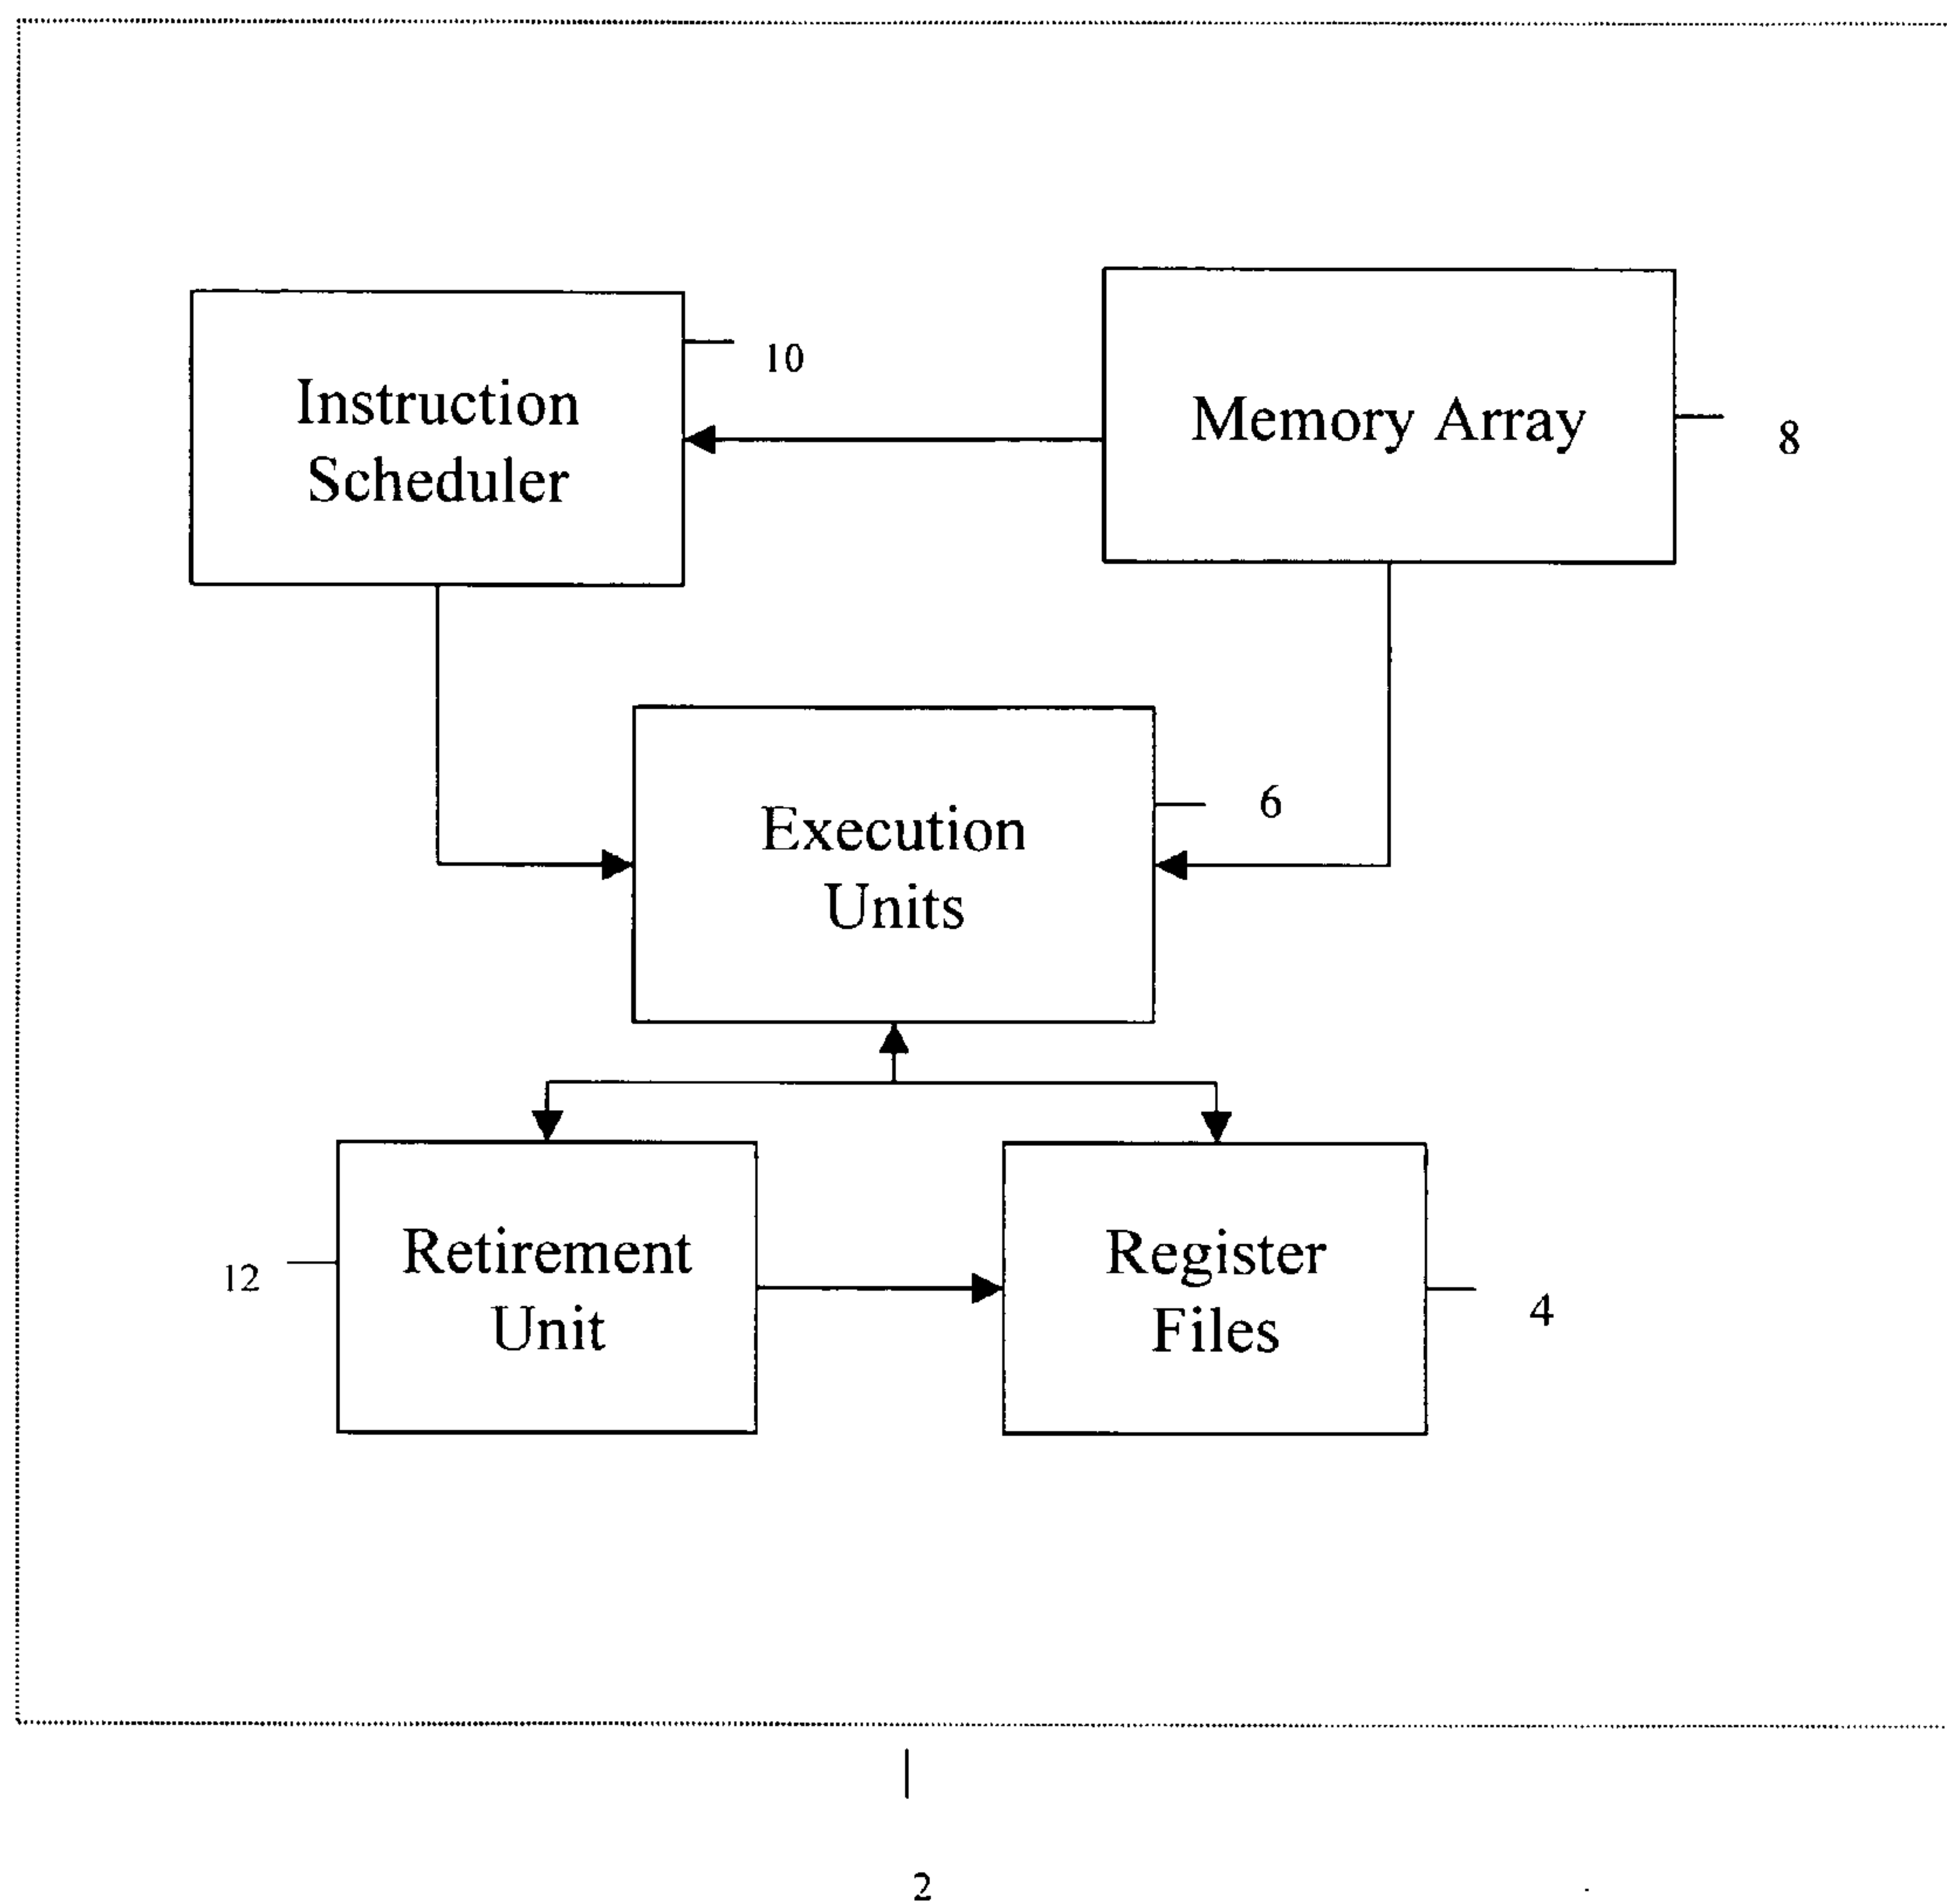 Instruction
Scheduler
10
Memory Array
8
Execution
Units
6
Retirement
Unit
12
Register
Files
4
2